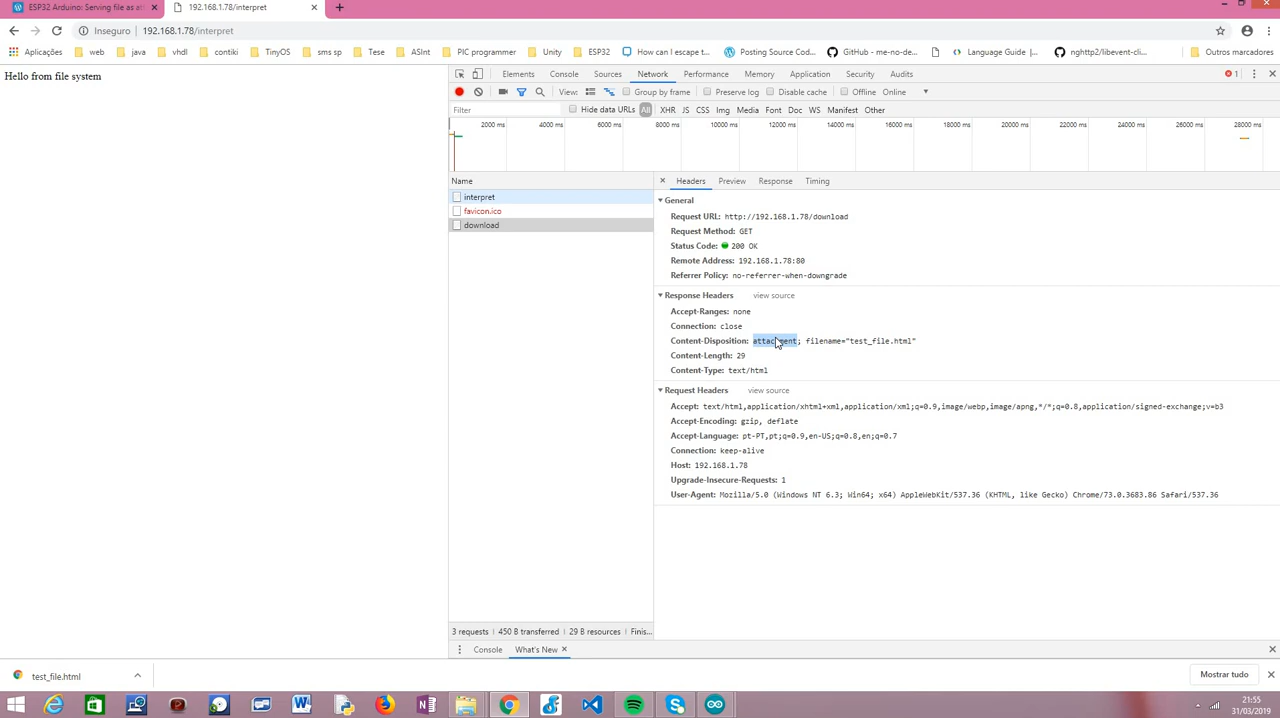 ESP32 Arduino: Serving file as at
192.168.1.78/interpret
Inseguro | 192.168.1.78/interpret
Aplicações web java vhdl contiki TinyOS sms sp Tese ASInt PIC programmer Unity ESP32 How can I escape t... Posting Source Cod... GitHub - me-no-de... Language Guide |... nghttp2/libevent-cli... Outros marcadores
Hello from file system
Elements Console Sources Network Performance Memory Application Security Audits 1
View: Group by frame Preserve log Disable cache Offline Online
Filter Hide data URLs All XHR JS CSS Img Media Font Doc WS Manifest Other
2000 ms 4000 ms 6000 ms 8000 ms 10000 ms 12000 ms 14000 ms 16000 ms 18000 ms 20000 ms 22000 ms 24000 ms 26000 ms 28000 ms
Name
interpret
favicon.ico
download
Headers Preview Response Timing
General
Request URL: http://192.168.1.78/download
Request Method: GET
Status Code: 200 OK
Remote Address: 192.168.1.78:80
Referrer Policy: no-referrer-when-downgrade
Response Headers view source
Accept-Ranges: none
Connection: close
Content-Disposition: attachment; filename="test_file.html"
Content-Length: 29
Content-Type: text/html
Request Headers view source
Accept: text/html,application/xhtml+xml,application/xml;q=0.9,image/webp,image/apng,*/*;q=0.8,application/signed-exchange;v=b3
Accept-Encoding: gzip, deflate
Accept-Language: pt-PT,pt;q=0.9,en-US;q=0.8,en;q=0.7
Connection: keep-alive
Host: 192.168.1.78
Upgrade-Insecure-Requests: 1
User-Agent: Mozilla/5.0 (Windows NT 6.3; Win64; x64) AppleWebKit/537.36 (KHTML, like Gecko) Chrome/73.0.3683.86 Safari/537.36
3 requests | 450 B transferred | 29 B resources | Finis...
Console What's New
test_file.html
Mostrar tudo
21:55
31/03/2019